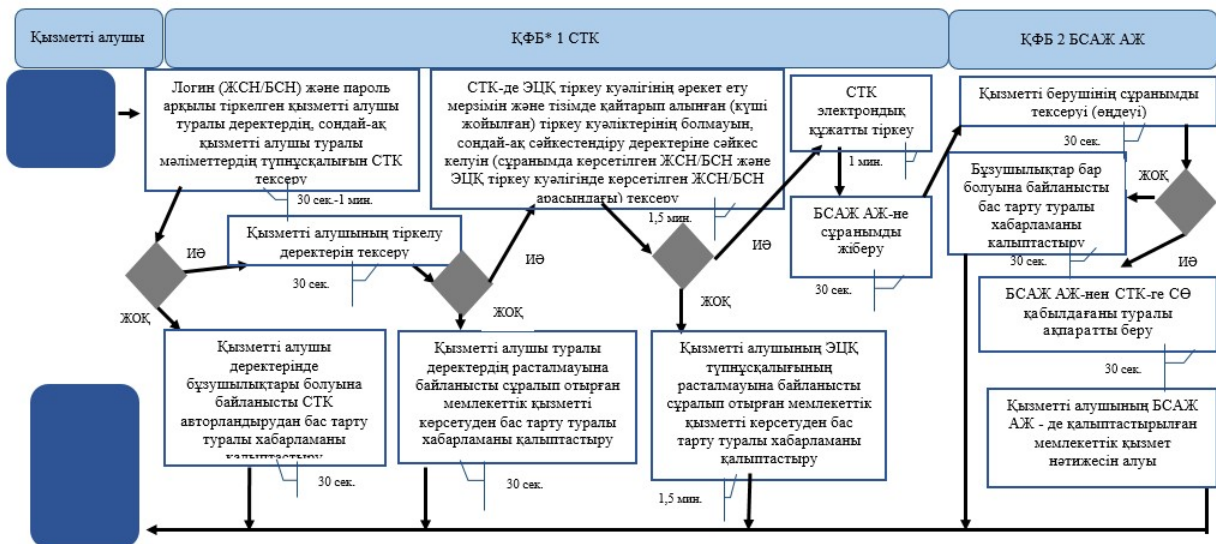 Қызметті алушы
ҚФБ* 1 СТК
ҚФБ 2 БСАЖ АЖ
Логин (ЖСН/БСН) және пароль
арқылы тіркелген қызметті алушы
туралы деректердің, сондай-ақ
қызметті алушы туралы
мәліметтердің түпнұсқалығын СТК
тексеру
30 сек.-1 мин.
СТК-де ЭЦҚ тіркеу куәлігінің әрекет ету
мерзімін және тізімде қайтарып алынған (күші
жойылған) тіркеу куәліктерінің болмауын,
сондай-ақ сәйкестендіру деректеріне сәйкес
келуін (сұранымда көрсетілген ЖСН/БСН және
ЭЦҚ тіркеу куәлігінде көрсетілген ЖСН/БСН
арасындағы) тексеру
1,5 мин.
СТК
электрондық
құжатты тіркеу
1 мин.
Қызметті берушінің сұранымды
тексеруі (өңдеуі)
30 сек.
ЖОҚ
Бұзушылықтар бар
болуына байланысты
бас тарту туралы
хабарламаны
қалыптастыру
30 сек.
ИӘ
Қызметті алушының тіркелу
деректерін тексеру
30 сек.
ИӘ
ЖОҚ
ИӘ
ЖОҚ
ИӘ
ЖОҚ
БСАЖ АЖ-не
сұранымды
жіберу
30 сек.
БСАЖ АЖ-нен СТК-ге СӨ
қабылдағаны туралы
ақпаратты беру
30 сек.
Қызметті алушы
деректерінде
бұзушылықтары болуына
байланысты СТК
авторландырудан бас тарту
туралы хабарламаны
қалыптастыру
30 сек.
Қызметті алушы туралы
деректердің расталмауына
байланысты сұралып отырған
мемлекеттік қызметті
көрсетуден бас тарту туралы
хабарламаны қалыптастыру
30 сек.
Қызметті алушының ЭЦҚ
түпнұсқалығының
расталмауына байланысты
сұралып отырған мемлекеттік
қызметті көрсетуден бас
тарту туралы хабарламаны
қалыптастыру
1,5 мин.
Қызметті алушының БСАЖ
АЖ - де қалыптастырылған
мемлекеттік қызмет
нәтижесін алуы